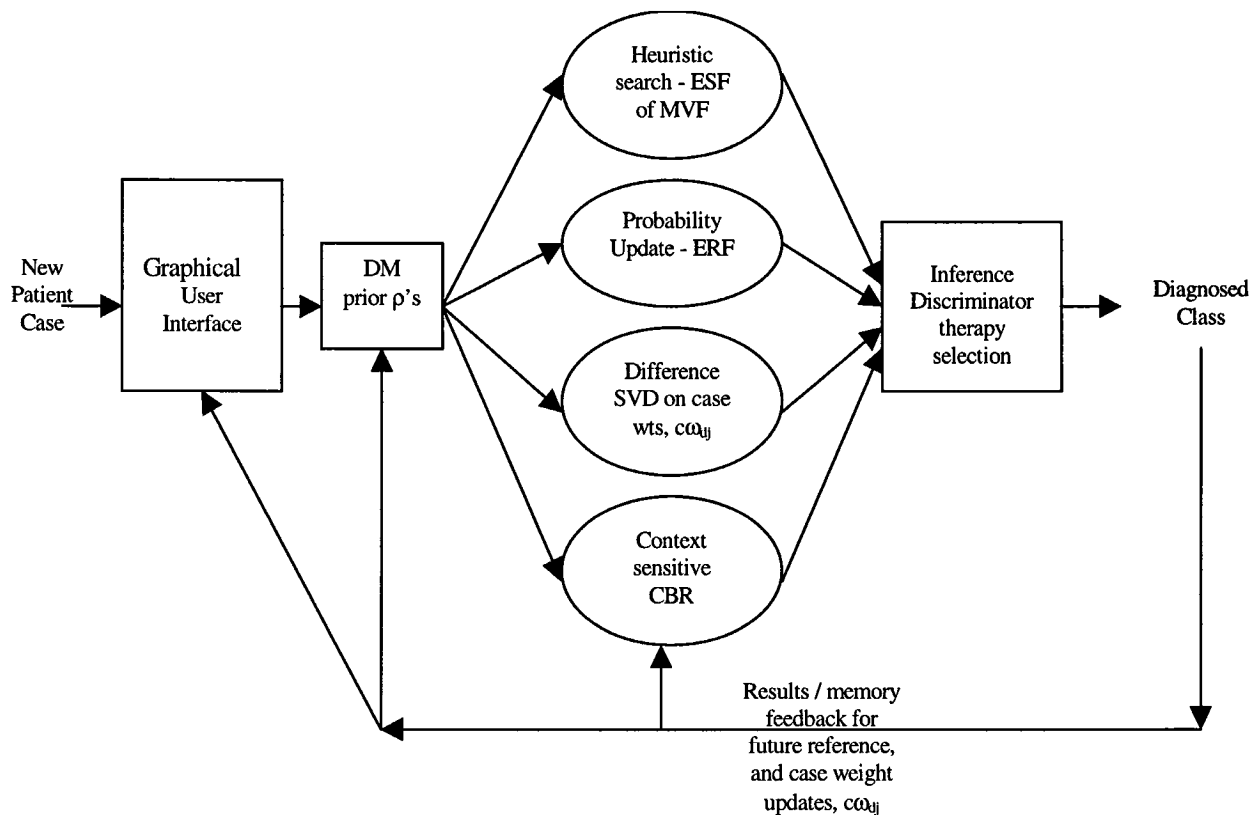 New
Patient
Case
Graphical
User
Interface
DM
prior ρ's
Heuristic
search - ESF
of MVF
Probability
Update - ERF
Difference
SVD on case
wts, cω_dj
Context
sensitive
CBR
Inference
Discriminator
therapy
selection
Diagnosed
Class
Results / memory
feedback for
future reference,
and case weight
updates, cω_dj